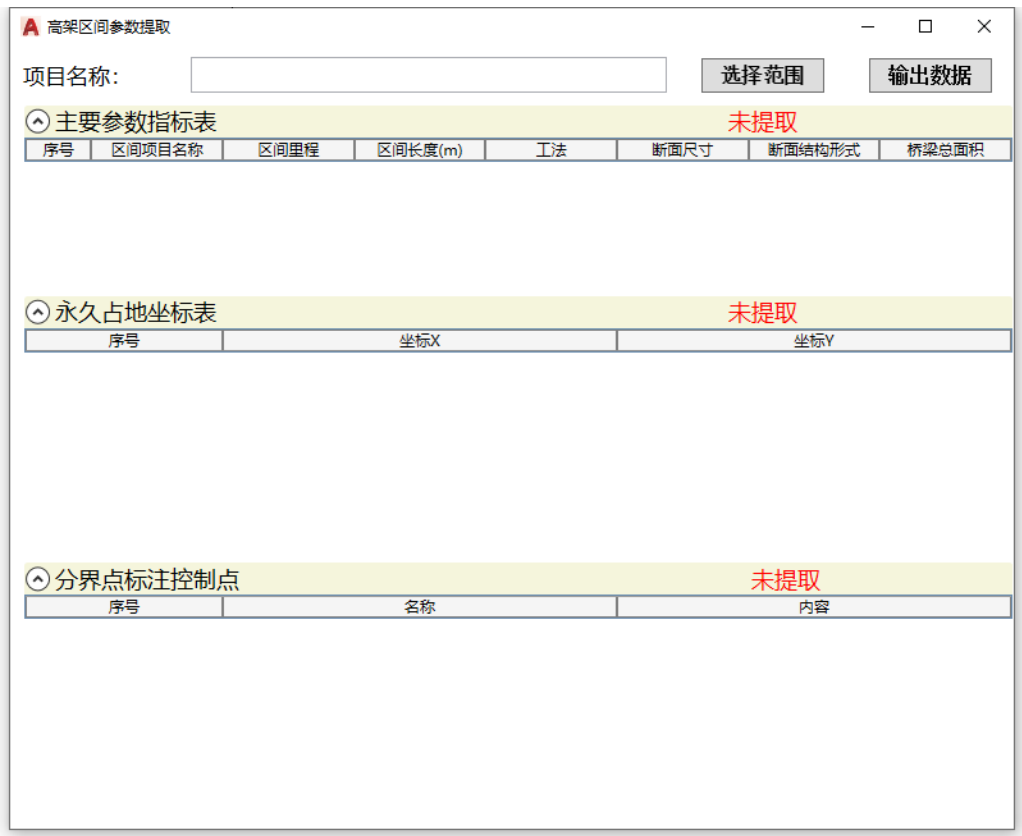 高架区间参数提取
项目名称: 选择范围 输出数据
主要参数指标表 未提取
序号 区间项目名称 区间里程 区间长度(m) 工法 断面尺寸 断面结构形式 桥梁总面积
永久占地坐标表 未提取
序号 坐标X 坐标Y
分界点标注控制点 未提取
序号 名称 内容